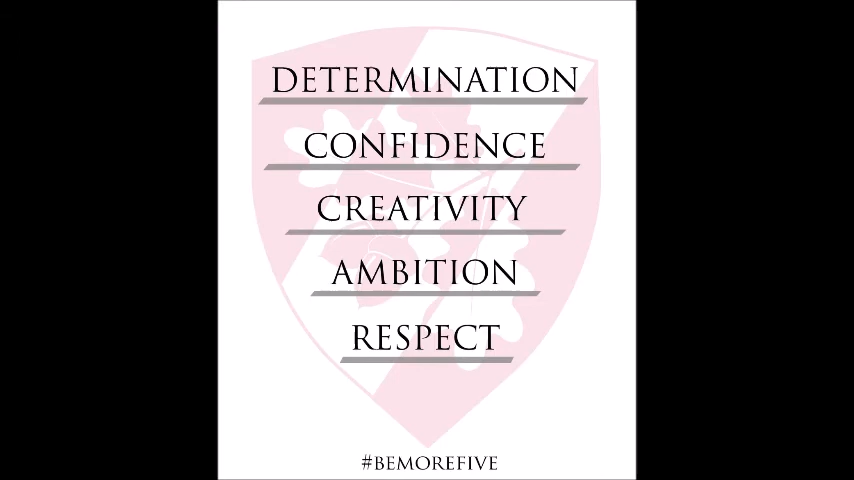 DETERMINATION
CONFIDENCE
CREATIVITY
AMBITION
RESPECT
#BEMOREFIVE